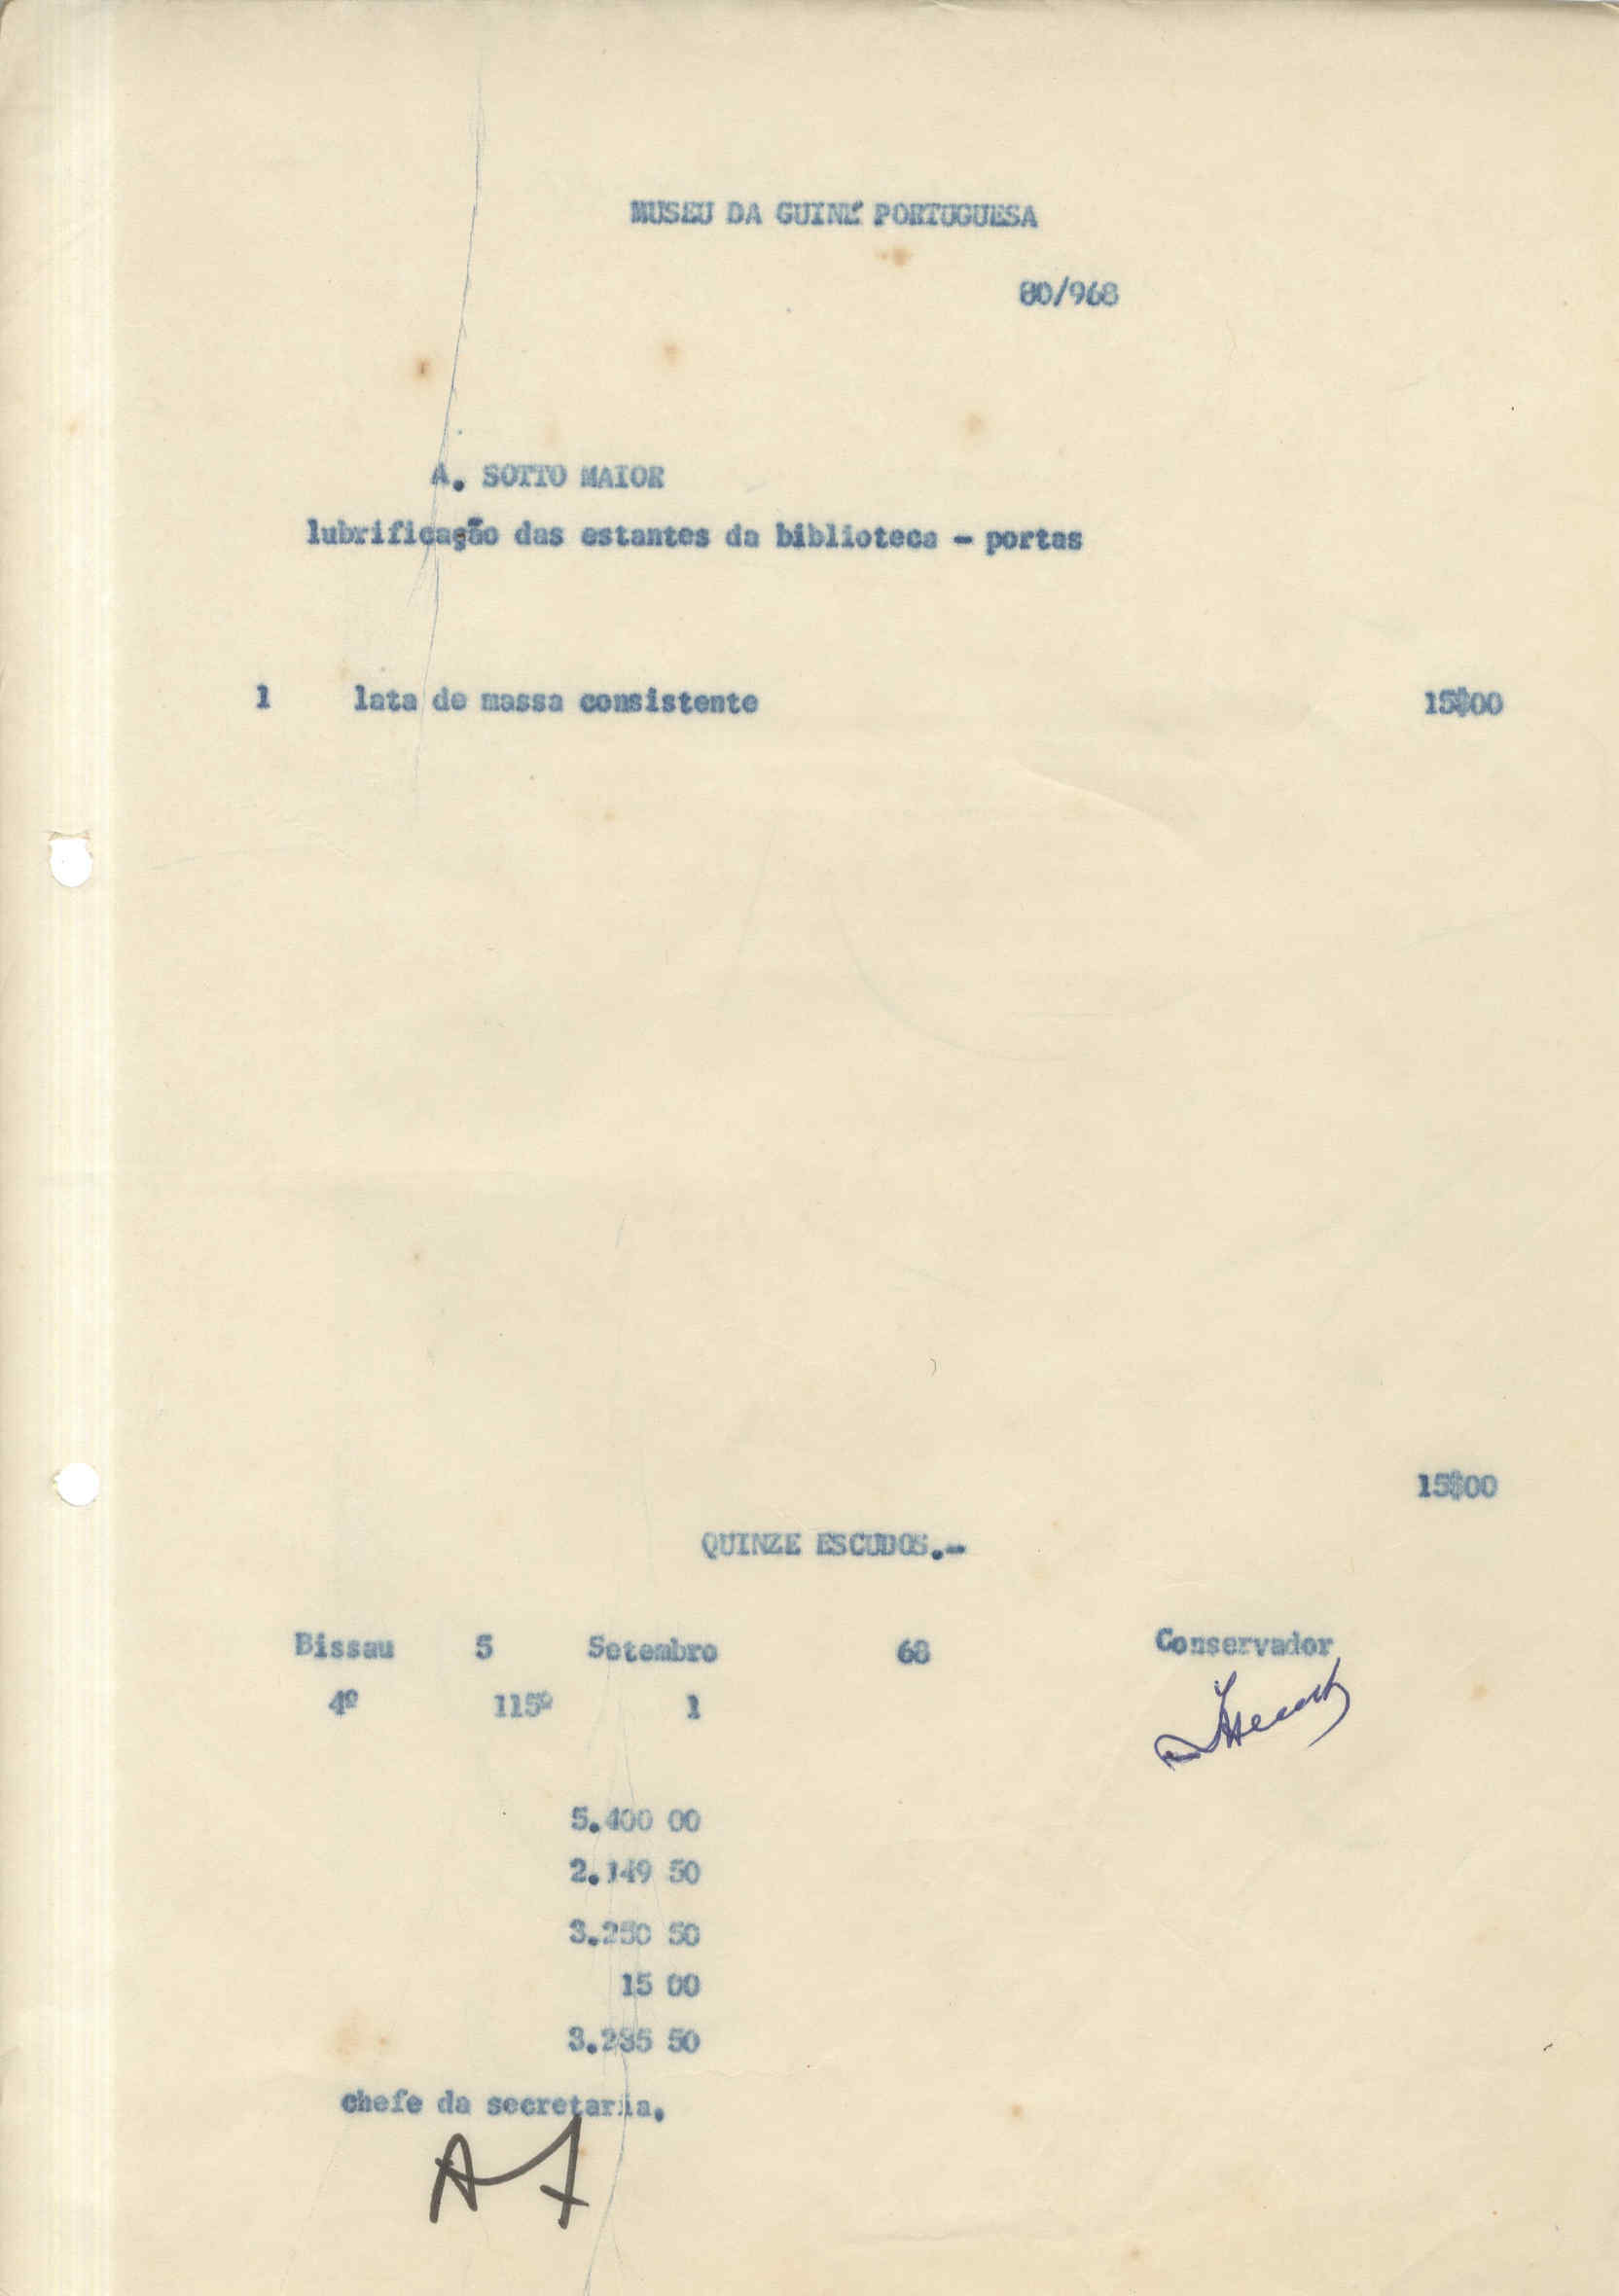 MUSEU DA GUINÉ PORTUGUESA
80/968
A. SOTTO MAIOR
lubrificação das estantes da biblioteca - portas
1 lata de massa consistente 15$00
15$00
QUINZE ESCUDOS.-
Bissau 5 Setembro 68 Conservador
4º 115º 1
5.400 00
2.149 50
3.250 50
15 00
3.235 50
chefe da secretaria.